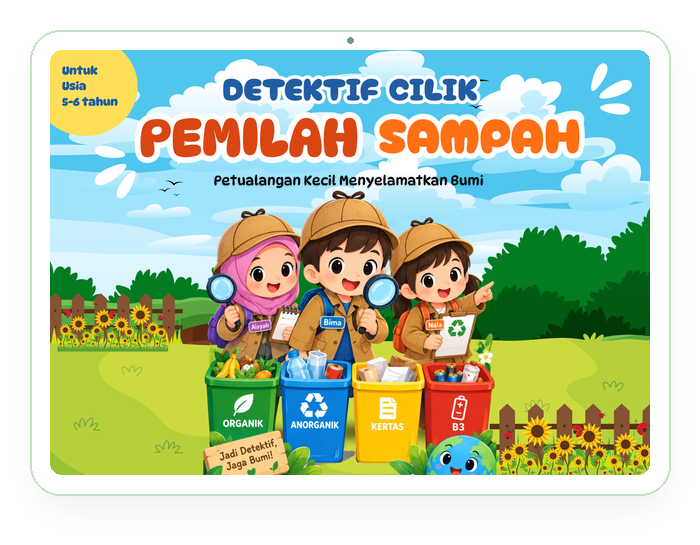 Untuk
Usia
5-6 tahun
DETEKTIF CILIK
PEMILAH SAMPAH
Petualangan Kecil Menyelamatkan Bumi
Aisyah
Bima
Nala
ORGANIK
ANORGANIK
KERTAS
B3
Jadi Detektif,
Jaga Bumi!